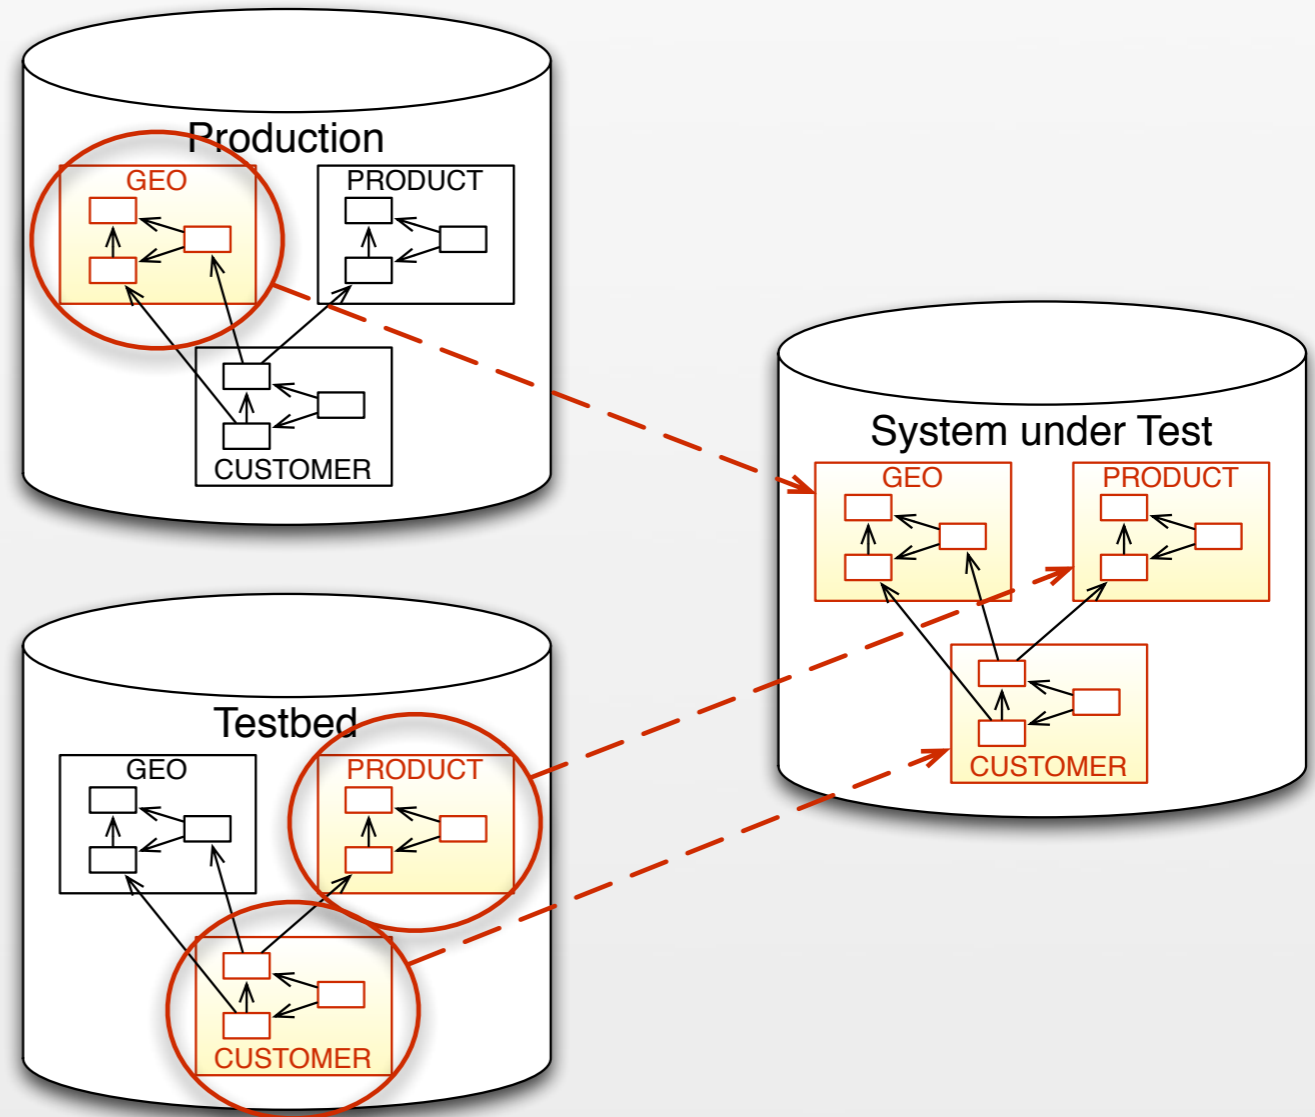 Production
GEO
PRODUCT
CUSTOMER
System under Test
GEO
PRODUCT
CUSTOMER
Testbed
GEO
PRODUCT
CUSTOMER